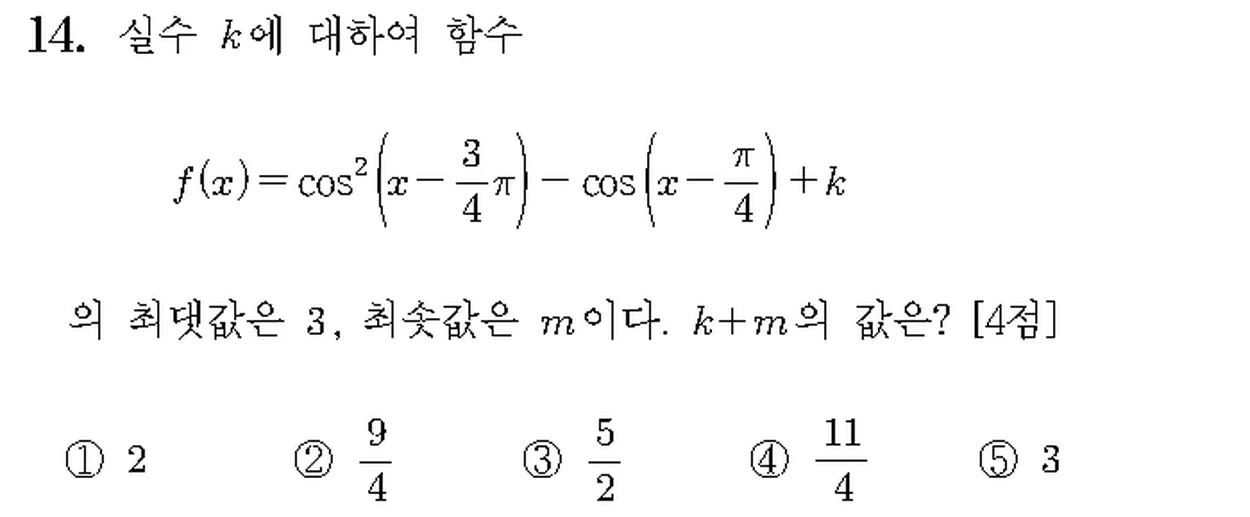 14. 실수 k에 대하여 함수
f(x)=cos²(x-3/4π)-cos(x-π/4)+k
의 최댓값은 3, 최솟값은 m이다. k+m의 값은? [4점]
① 2 ② 9/4 ③ 5/2 ④ 11/4 ⑤ 3